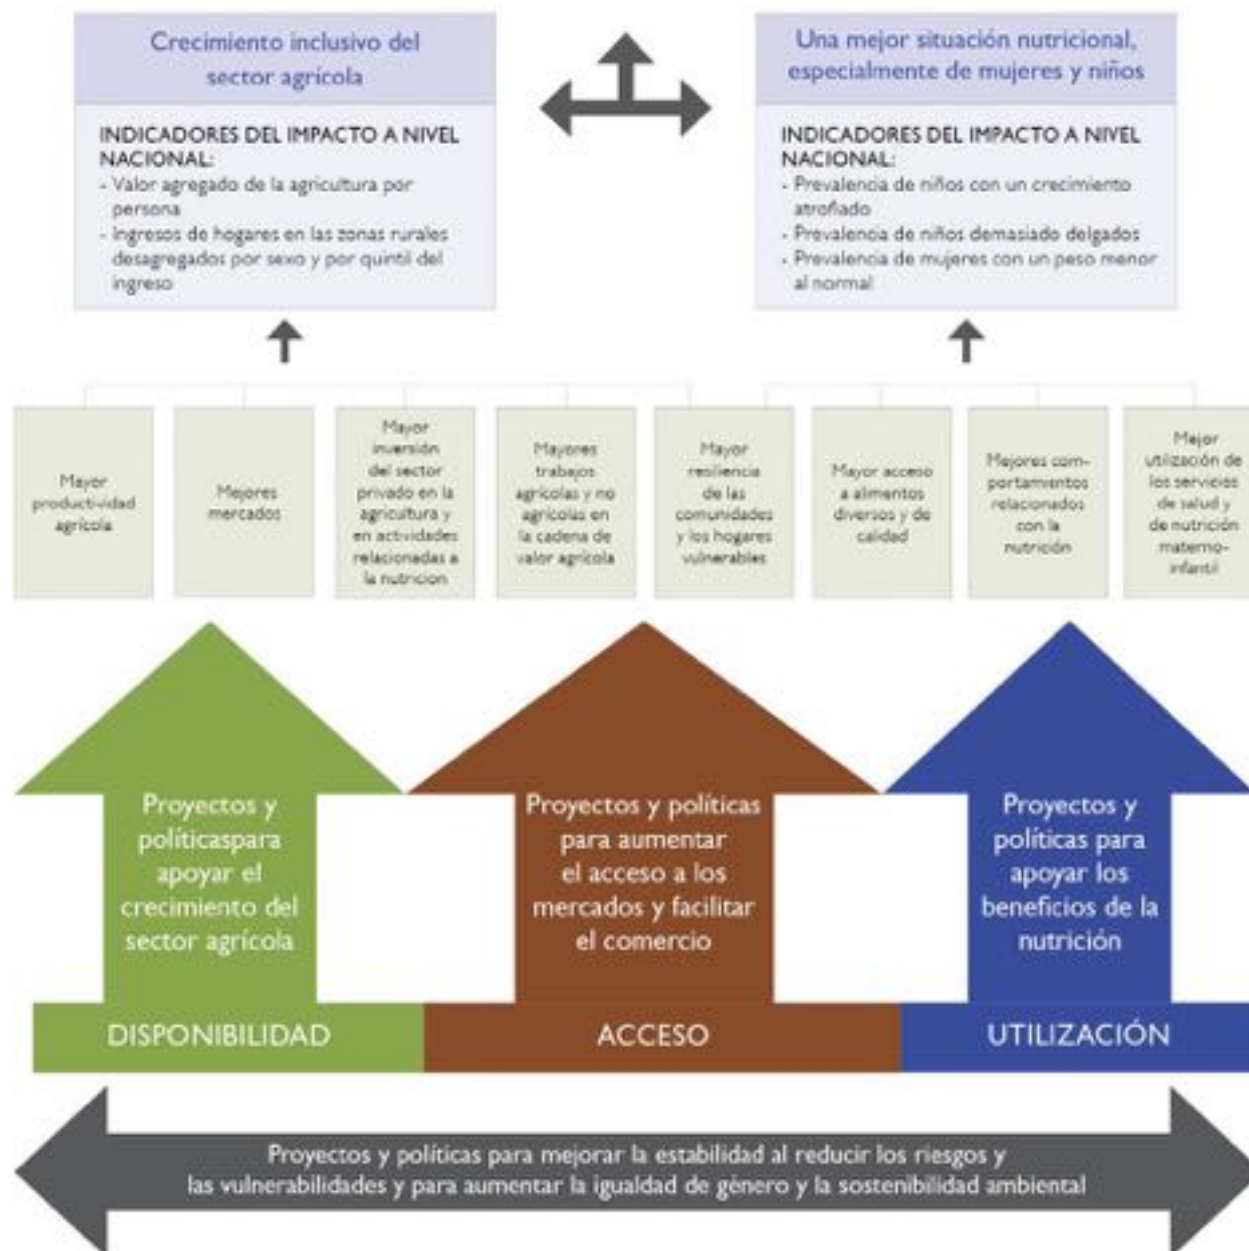 Crecimiento inclusivo del
sector agrícola
INDICADORES DEL IMPACTO A NIVEL
NACIONAL:
- Valor agregado de la agricultura por
persona
- Ingresos de hogares en las zonas rurales
desagregados por sexo y por quintil del
ingreso
Una mejor situación nutricional,
especialmente de mujeres y niños
INDICADORES DEL IMPACTO A NIVEL
NACIONAL:
- Prevalencia de niños con un crecimiento
atrofiado
- Prevalencia de niños demasiado delgados
- Prevalencia de mujeres con un peso menor
al normal
Mayor
productividad
agrícola
Mejores
mercados
Mayor
inversión
del sector
privado en la
agricultura y
en actividades
relacionadas a
la nutricion
Mayores
trabajos
agrícolas y no
agrícolas en
la cadena de
valor agrícola
Mayor
resiliencia
de las
comunidades
y los hogares
vulnerables
Mayor acceso
a alimentos
diversos y de
calidad
Mejores com-
portamientos
relacionados
con la
nutrición
Mejor
utilización de
los servicios
de salud y
de nutrición
materno-
infantil
Proyectos y
políticaspara
apoyar el
crecimiento del
sector agrícola
Proyectos y políticas
para aumentar
el acceso a los
mercados y facilitar
el comercio
Proyectos y
políticas para
apoyar los
beneficios de la
nutrición
DISPONIBILIDAD
ACCESO
UTILIZACIÓN
Proyectos y políticas para mejorar la estabilidad al reducir los riesgos y
las vulnerabilidades y para aumentar la igualdad de género y la sostenibilidad ambiental